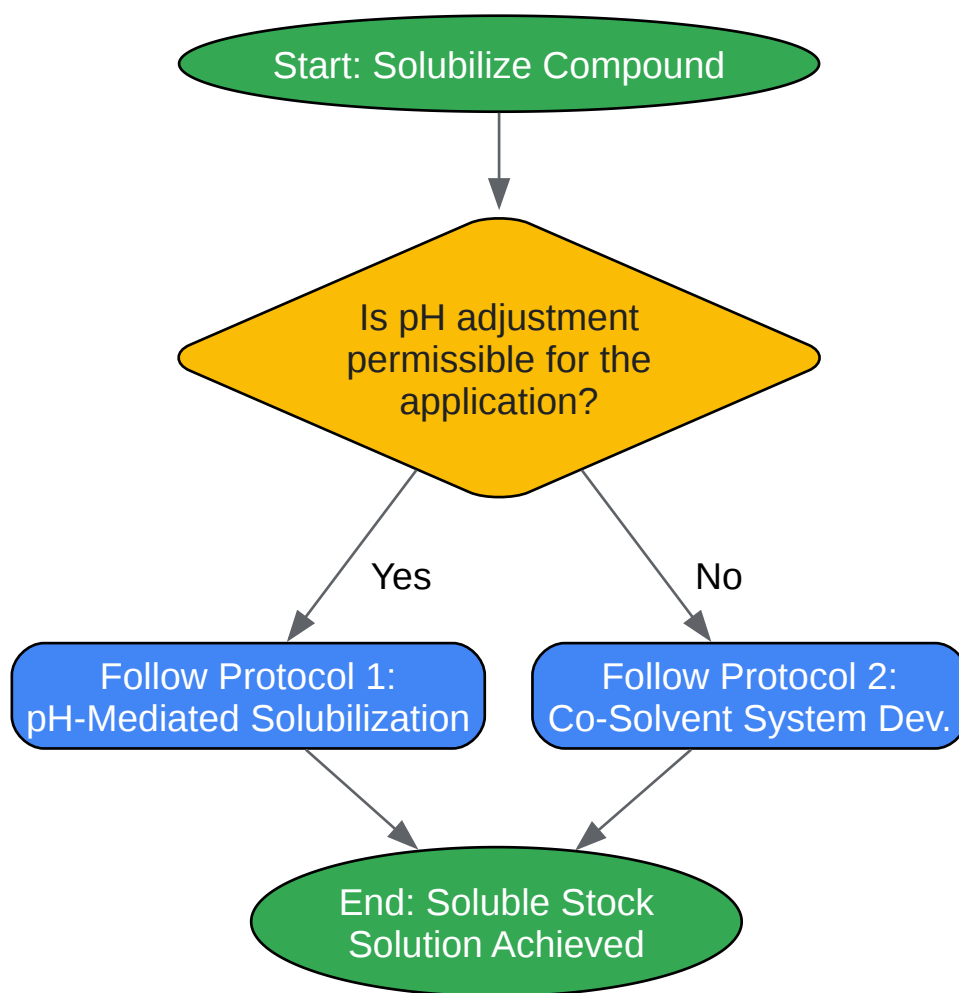 Start: Solubilize Compound
Is pH adjustment
permissible for the
application?
Yes
No
Follow Protocol 1:
pH-Mediated Solubilization
Follow Protocol 2:
Co-Solvent System Dev.
End: Soluble Stock
Solution Achieved